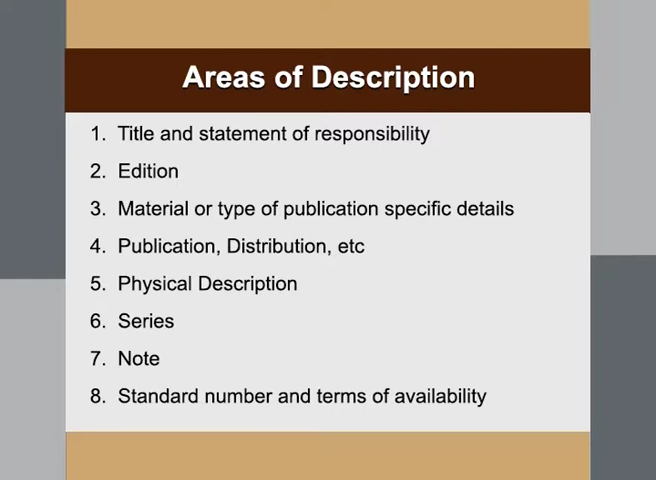 Areas of Description
1. Title and statement of responsibility
2. Edition
3. Material or type of publication specific details
4. Publication, Distribution, etc
5. Physical Description
6. Series
7. Note
8. Standard number and terms of availability